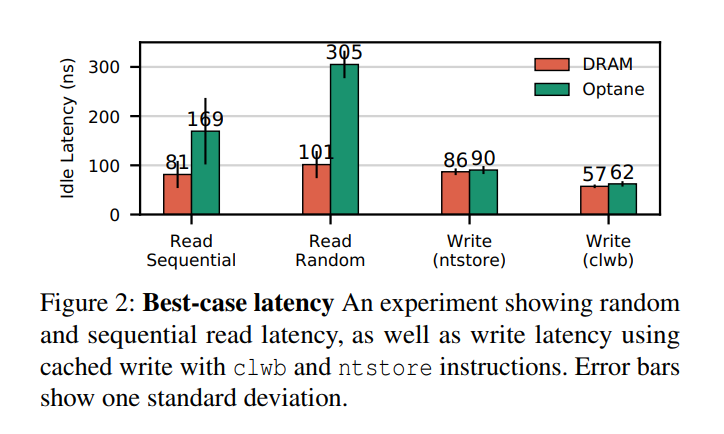 Idle Latency (ns)
300
200
100
0
DRAM
Optane
81
169
101
305
86
90
57
62
Read
Sequential
Read
Random
Write
(ntstore)
Write
(clwb)
Figure 2: Best-case latency An experiment showing random
and sequential read latency, as well as write latency using
cached write with clwb and ntstore instructions. Error bars
show one standard deviation.